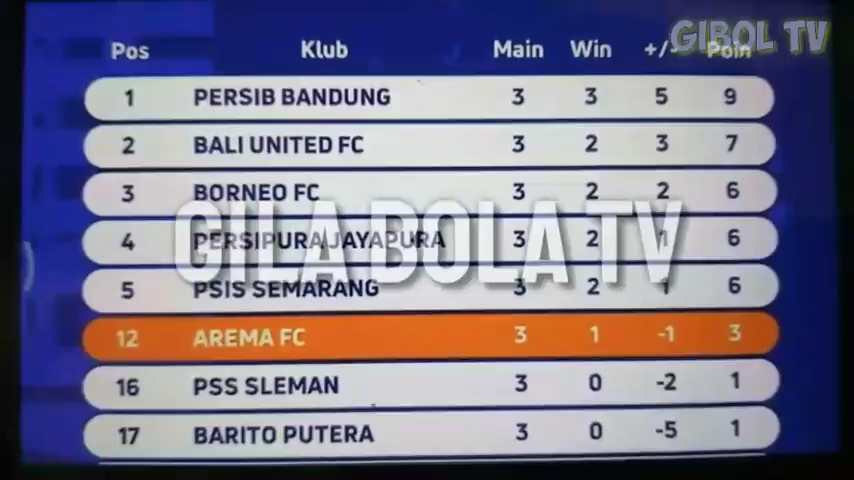 GIBOL TV
Pos Klub Main Win +/- Poin
1 PERSIB BANDUNG 3 3 5 9
2 BALI UNITED FC 3 2 3 7
3 BORNEO FC 3 2 2 6
GILA BOLA TV
4 PERSIPURA JAYAPURA 3 2 1 6
5 PSIS SEMARANG 3 2 1 6
12 AREMA FC 3 1 -1 3
16 PSS SLEMAN 3 0 -2 1
17 BARITO PUTERA 3 0 -5 1